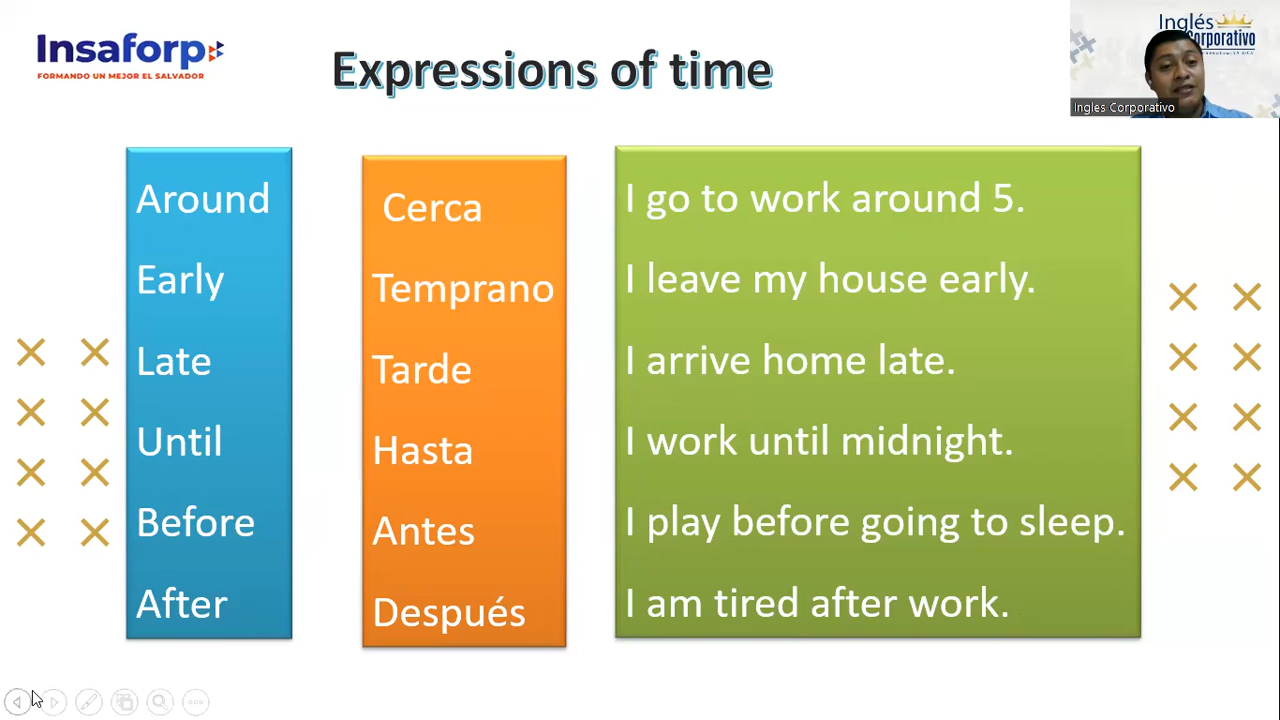 Insaforp
FORMANDO UN MEJOR EL SALVADOR
Expressions of time
Inglés
Corporativo
Ingles Corporativo
Around
Early
Late
Until
Before
After
Cerca
Temprano
Tarde
Hasta
Antes
Después
I go to work around 5.
I leave my house early.
I arrive home late.
I work until midnight.
I play before going to sleep.
I am tired after work.